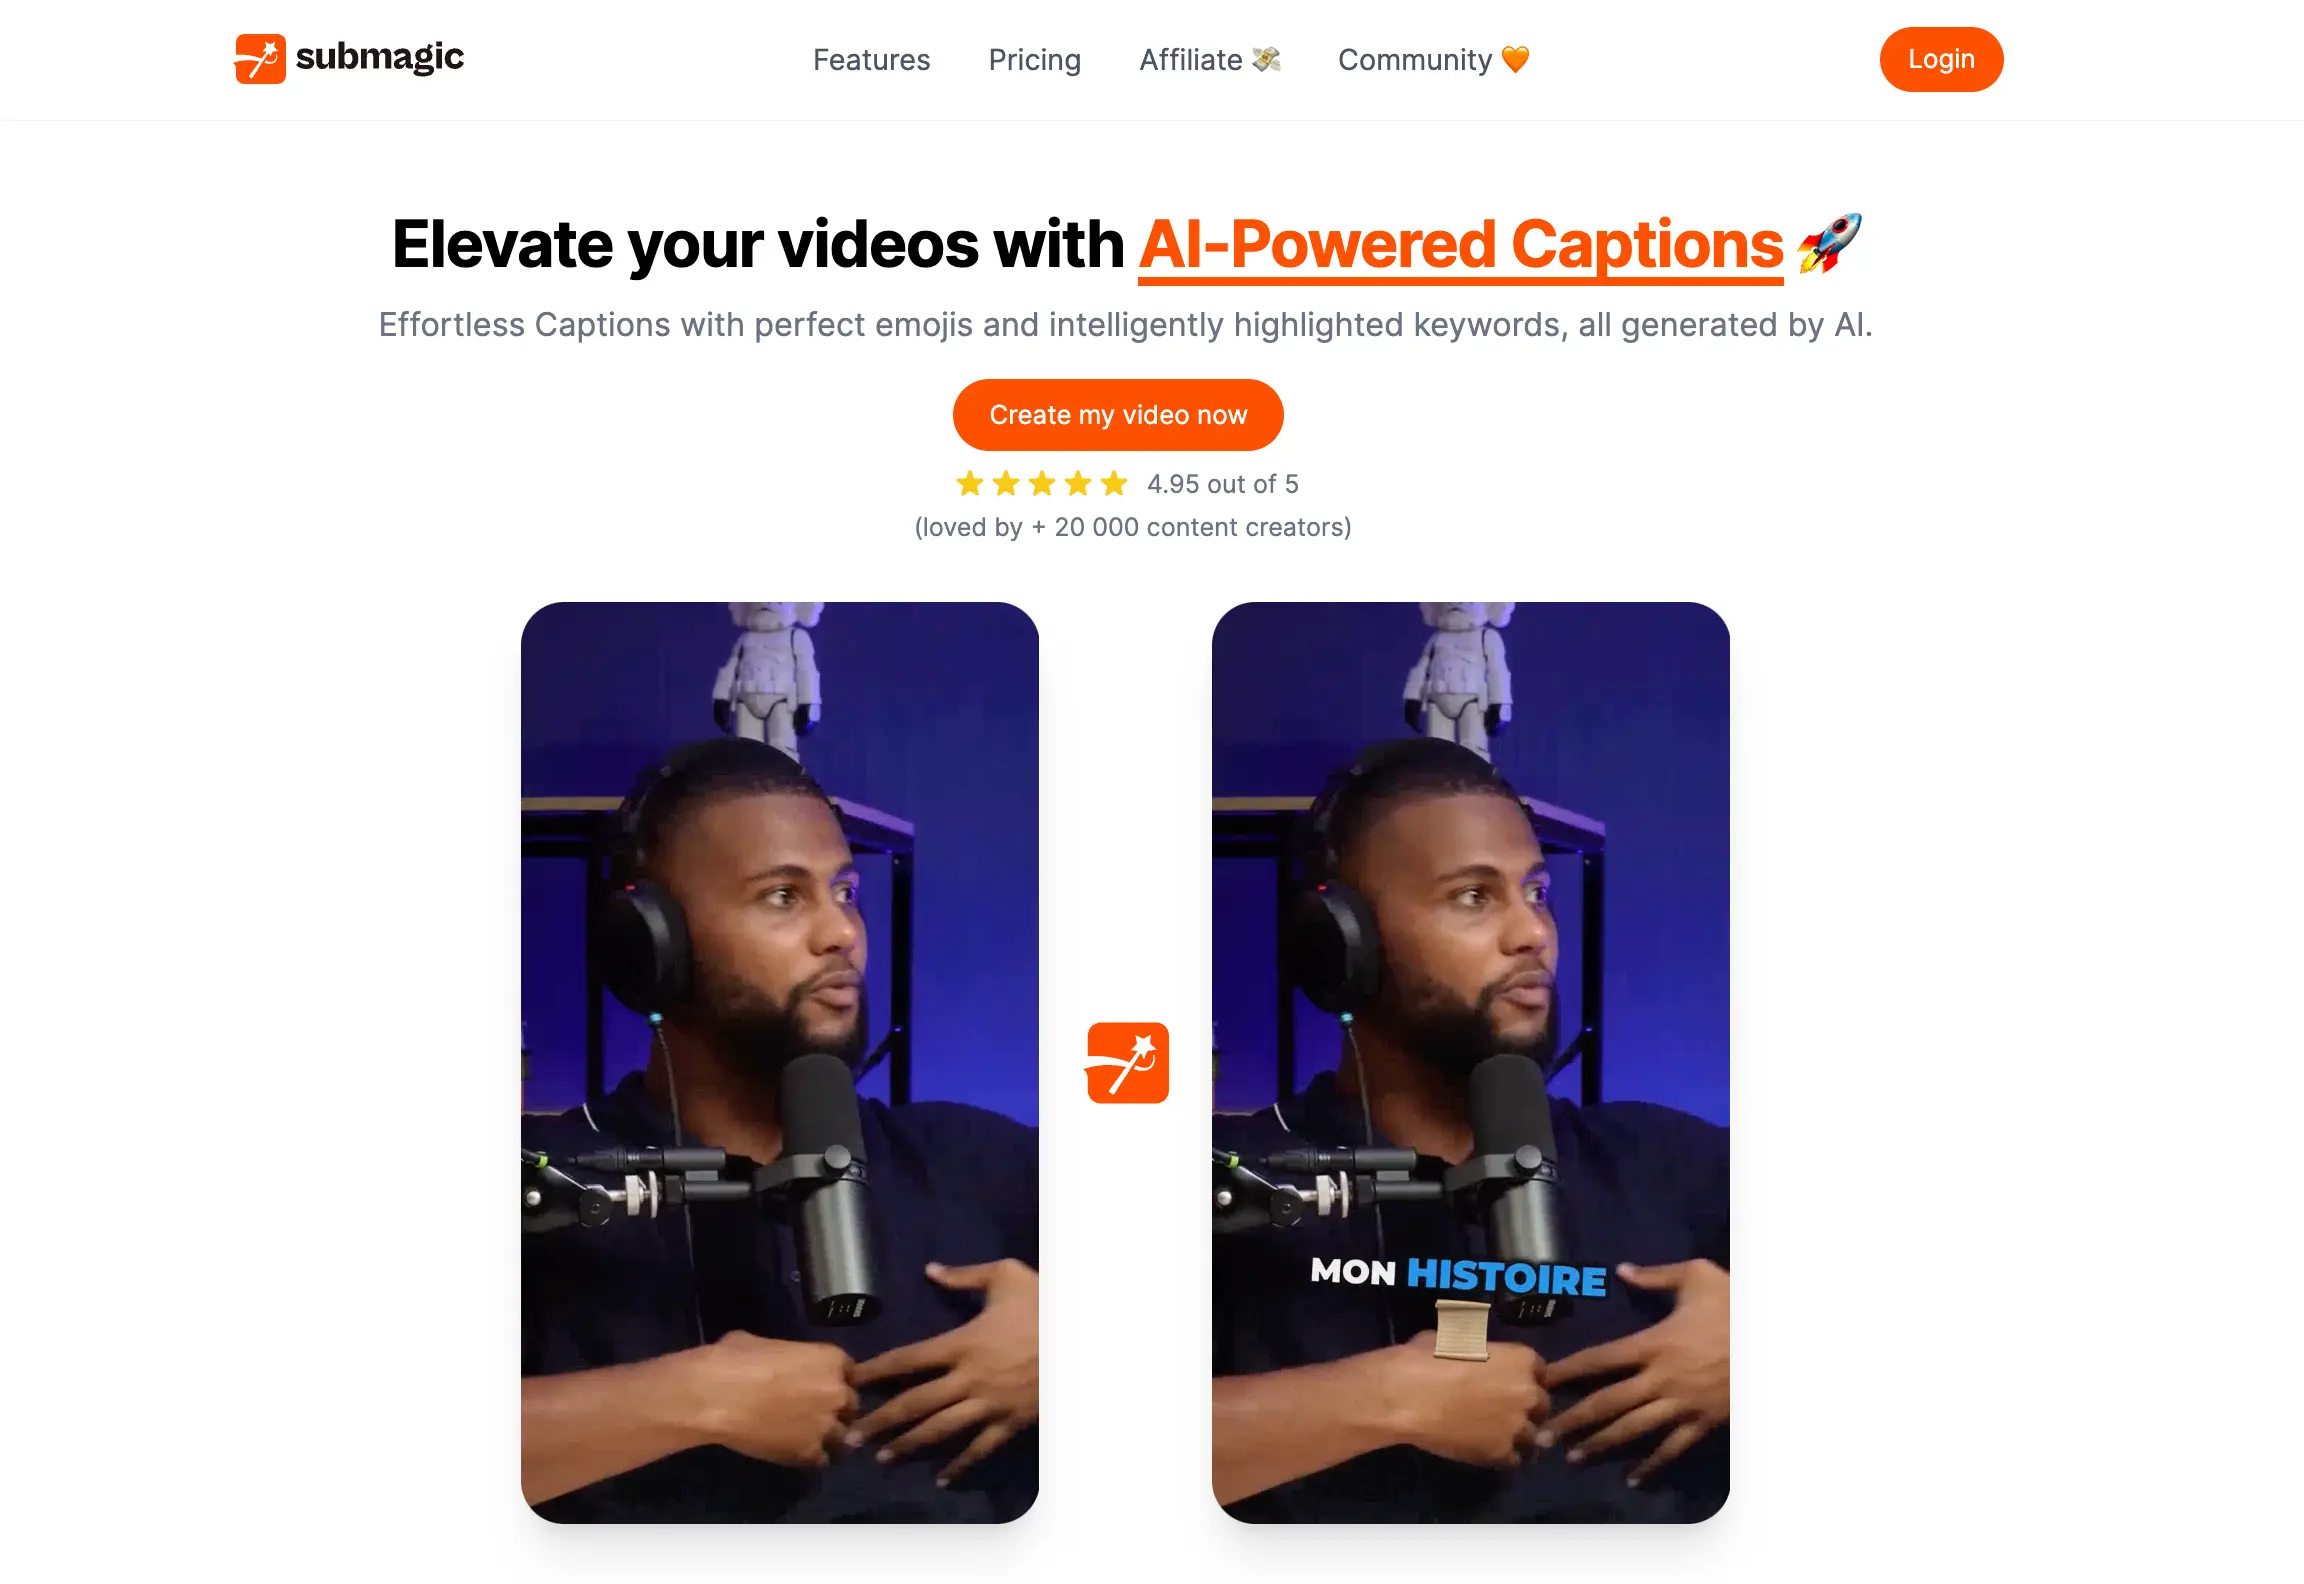 submagic
Features
Pricing
Affiliate 💸
Community 🧡
Login
Elevate your videos with AI-Powered Captions 🚀
Effortless Captions with perfect emojis and intelligently highlighted keywords, all generated by AI.
Create my video now
4.95 out of 5
(loved by + 20 000 content creators)
MON HISTOIRE